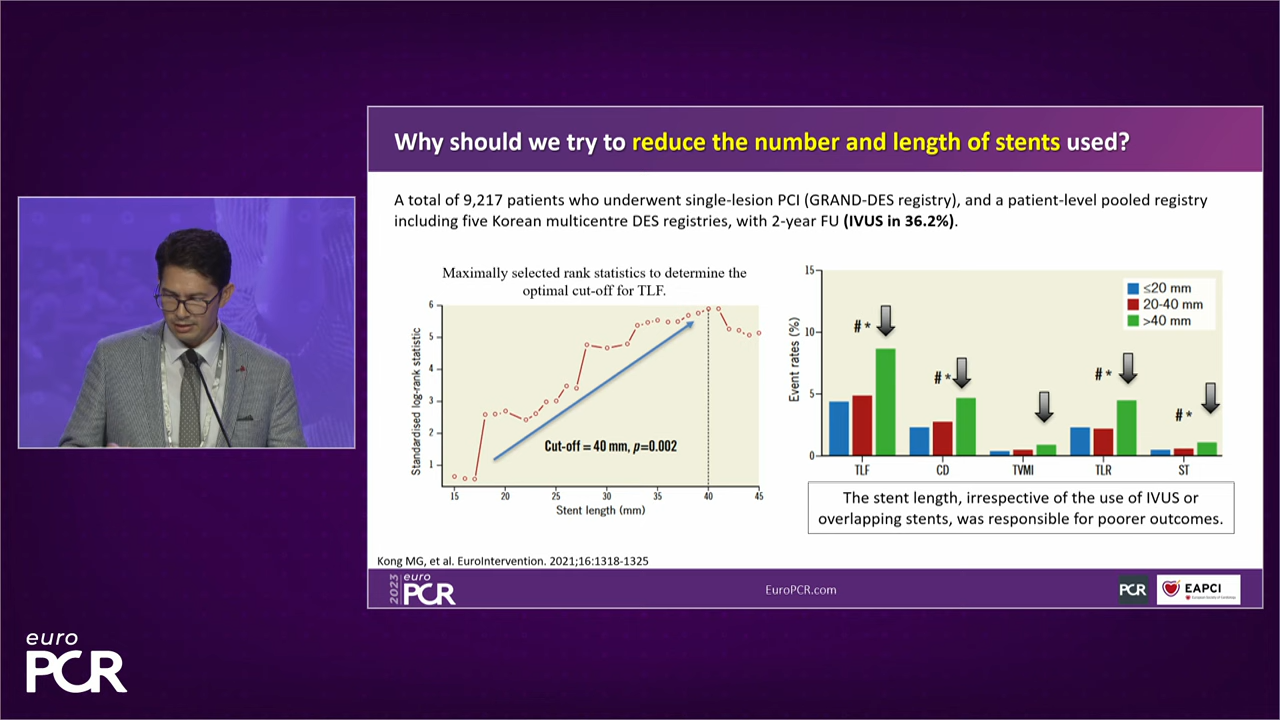 Why should we try to reduce the number and length of stents used?
A total of 9,217 patients who underwent single-lesion PCI (GRAND-DES registry), and a patient-level pooled registry
including five Korean multicentre DES registries, with 2-year FU (IVUS in 36.2%).
Maximally selected rank statistics to determine the
optimal cut-off for TLF.
Standardised log-rank statistic
6
5
4
3
2
1
Cut-off = 40 mm, p=0.002
15 20 25 30 35 40 45
Stent length (mm)
Event rates (%)
15
10
5
0
≤20 mm
20-40 mm
>40 mm
# *
# *
# *
# *
TLF CD TVMI TLR ST
The stent length, irrespective of the use of IVUS or
overlapping stents, was responsible for poorer outcomes.
Kong MG, et al. EuroIntervention. 2021;16:1318-1325
2023 euro
PCR
EuroPCR.com
PCR
EAPCI
euro
PCR